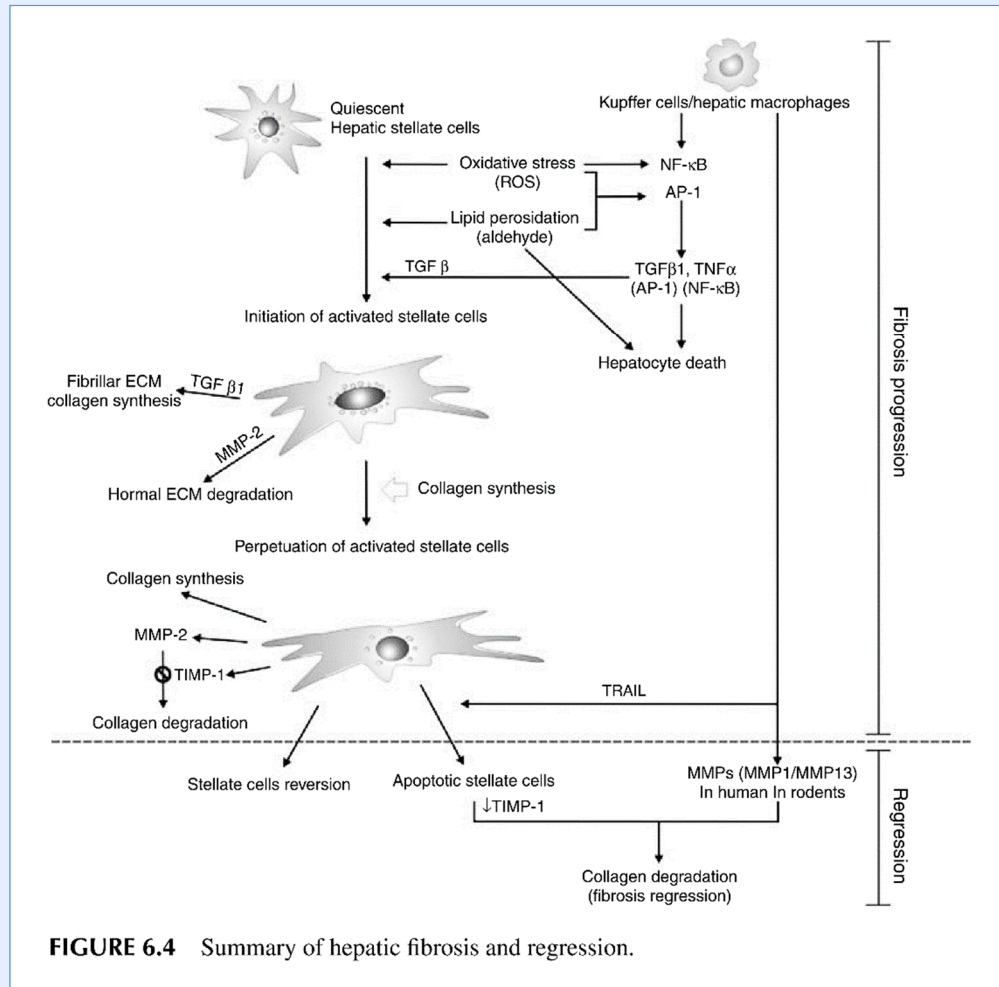 Quiescent
Hepatic stellate cells
Kupffer cells/hepatic macrophages
Oxidative stress
(ROS)
NF-κB
AP-1
Lipid perosidation
(aldehyde)
TGF β
TGFβ1, TNFα
(AP-1) (NF-κB)
Initiation of activated stellate cells
Hepatocyte death
Fibrillar ECM
collagen synthesis
TGF β1
MMP-2
Hormal ECM degradation
Collagen synthesis
Perpetuation of activated stellate cells
Collagen synthesis
MMP-2
TIMP-1
Collagen degradation
TRAIL
Fibrosis progression
Stellate cells reversion
Apoptotic stellate cells
↓TIMP-1
MMPs (MMP1/MMP13)
In human In rodents
Collagen degradation
(fibrosis regression)
Regression
FIGURE 6.4 Summary of hepatic fibrosis and regression.